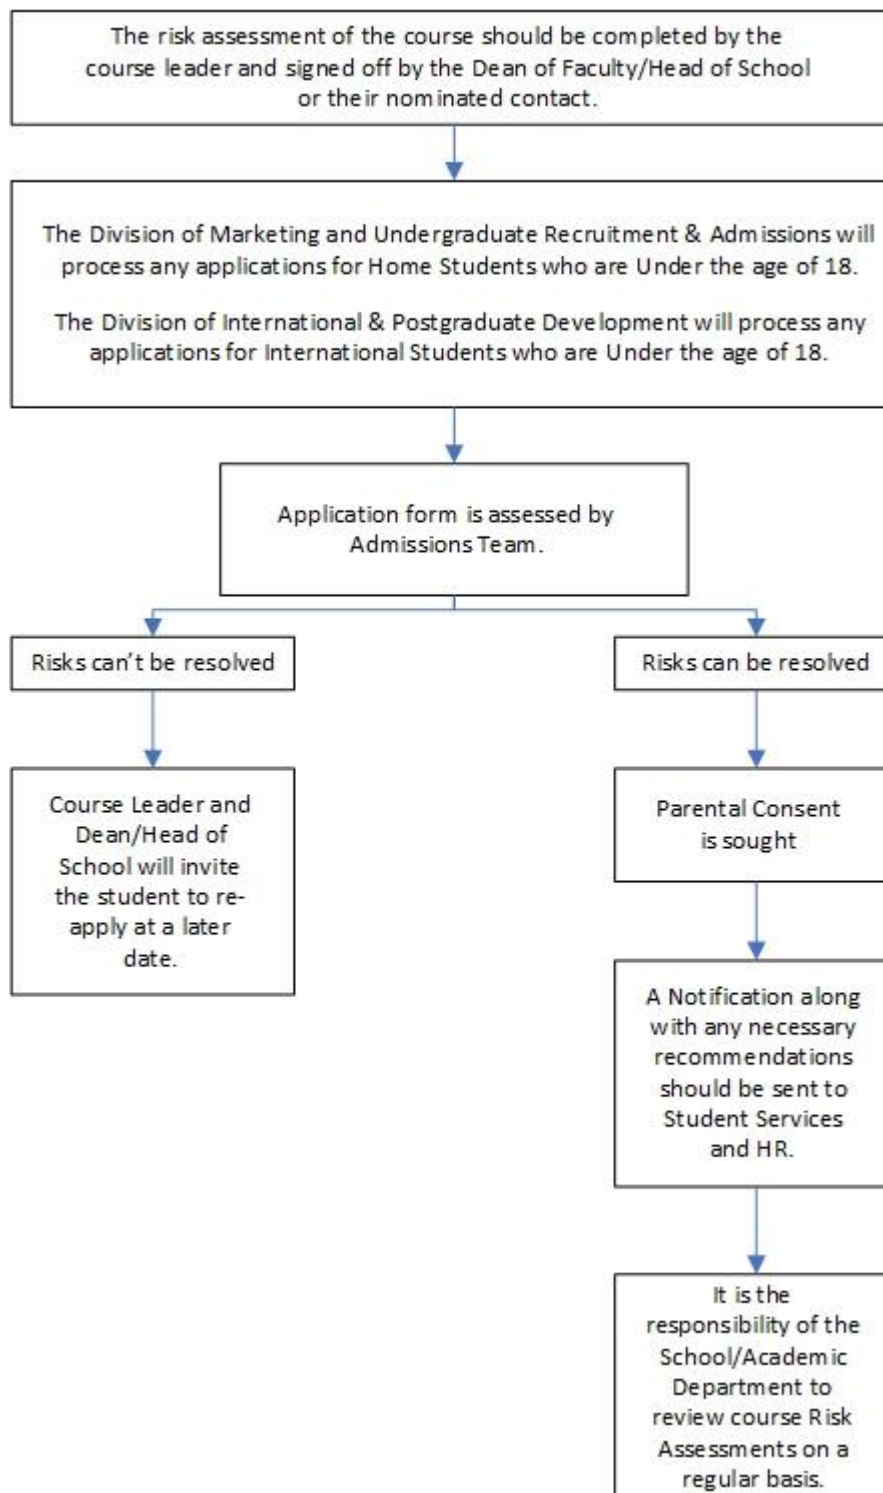 The risk assessment of the course should be completed by the
course leader and signed off by the Dean of Faculty/Head of School
or their nominated contact.
The Division of Marketing and Undergraduate Recruitment & Admissions will
process any applications for Home Students who are Under the age of 18.
The Division of International & Postgraduate Development will process any
applications for International Students who are Under the age of 18.
Application form is assessed by
Admissions Team.
Risks can’t be resolved
Course Leader and
Dean/Head of
School will invite
the student to re-
apply at a later
date.
Risks can be resolved
Parental Consent
is sought
A Notification along
with any necessary
recommendations
should be sent to
Student Services
and HR.
It is the
responsibility of the
School/Academic
Department to
review course Risk
Assessments on a
regular basis.